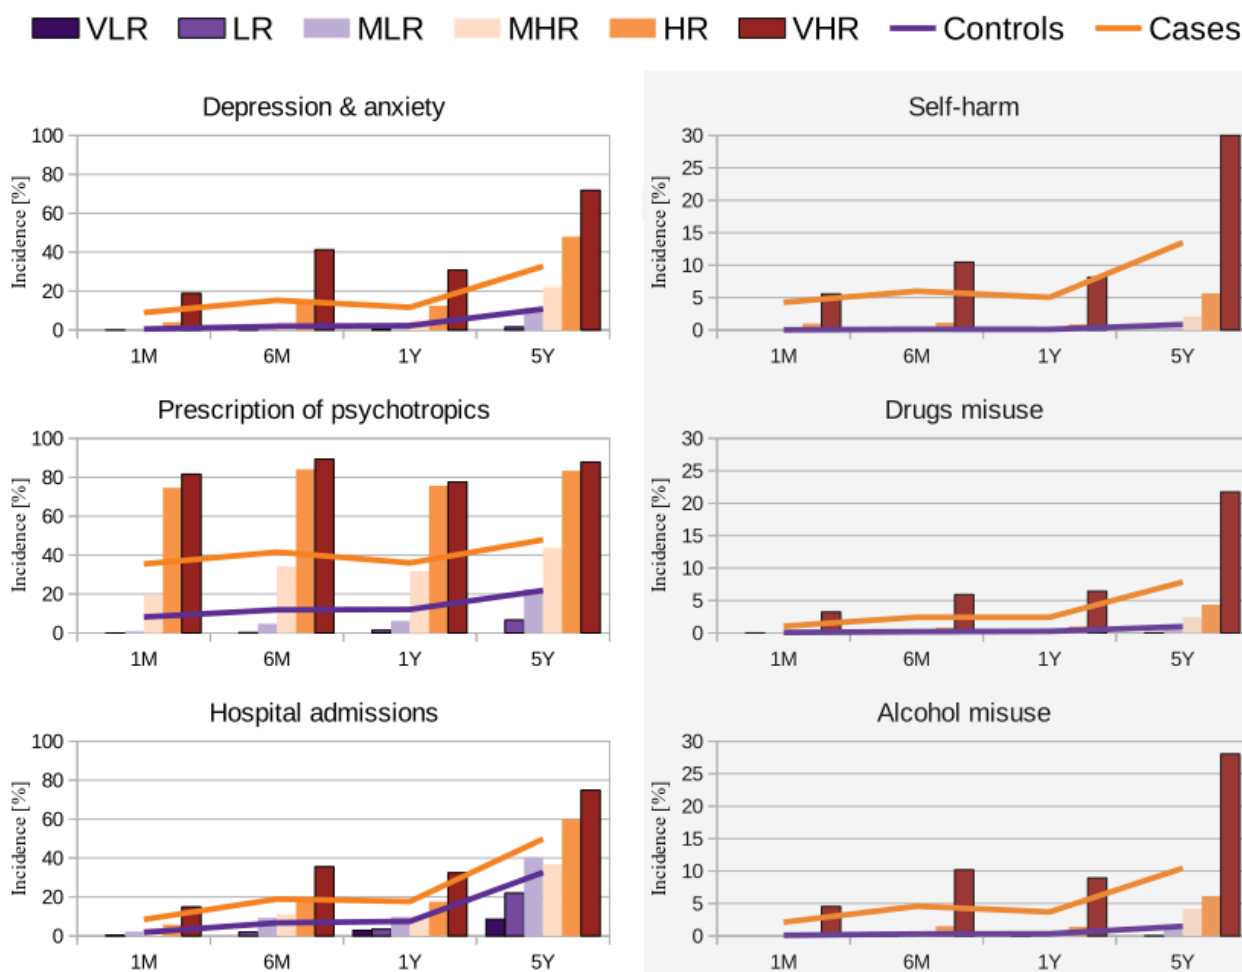 VLR LR MLR MHR HR VHR Controls Cases
Depression & anxiety
Incidence [%]
100
80
60
40
20
0
1M 6M 1Y 5Y
Self-harm
Incidence [%]
30
25
20
15
10
5
0
1M 6M 1Y 5Y
Prescription of psychotropics
Incidence [%]
100
80
60
40
20
0
1M 6M 1Y 5Y
Drugs misuse
Incidence [%]
30
25
20
15
10
5
0
1M 6M 1Y 5Y
Hospital admissions
Incidence [%]
100
80
60
40
20
0
1M 6M 1Y 5Y
Alcohol misuse
Incidence [%]
30
25
20
15
10
5
0
1M 6M 1Y 5Y